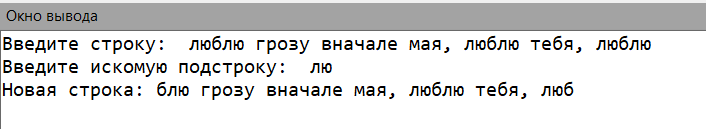 Окно вывода
Введите строку:  люблю грозу вначале мая, люблю тебя, люблю
Введите искомую подстроку:  лю
Новая строка: блю грозу вначале мая, люблю тебя, люб